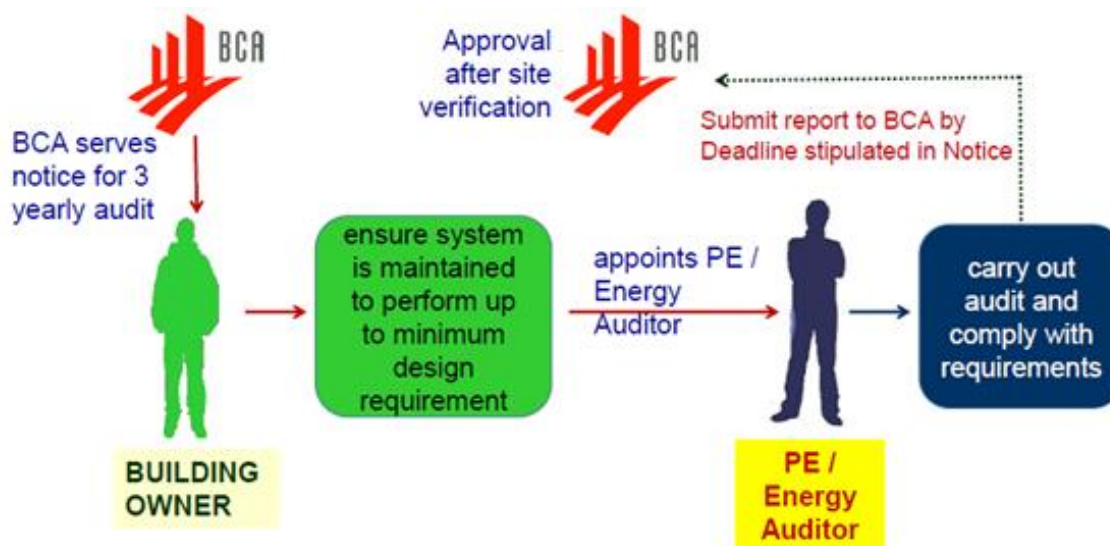 BCA
BCA serves
notice for 3
yearly audit
BUILDING
OWNER
ensure system
is maintained
to perform up
to minimum
design
requirement
appoints PE /
Energy
Auditor
PE /
Energy
Auditor
carry out
audit and
comply with
requirements
Submit report to BCA by
Deadline stipulated in Notice
BCA
Approval
after site
verification